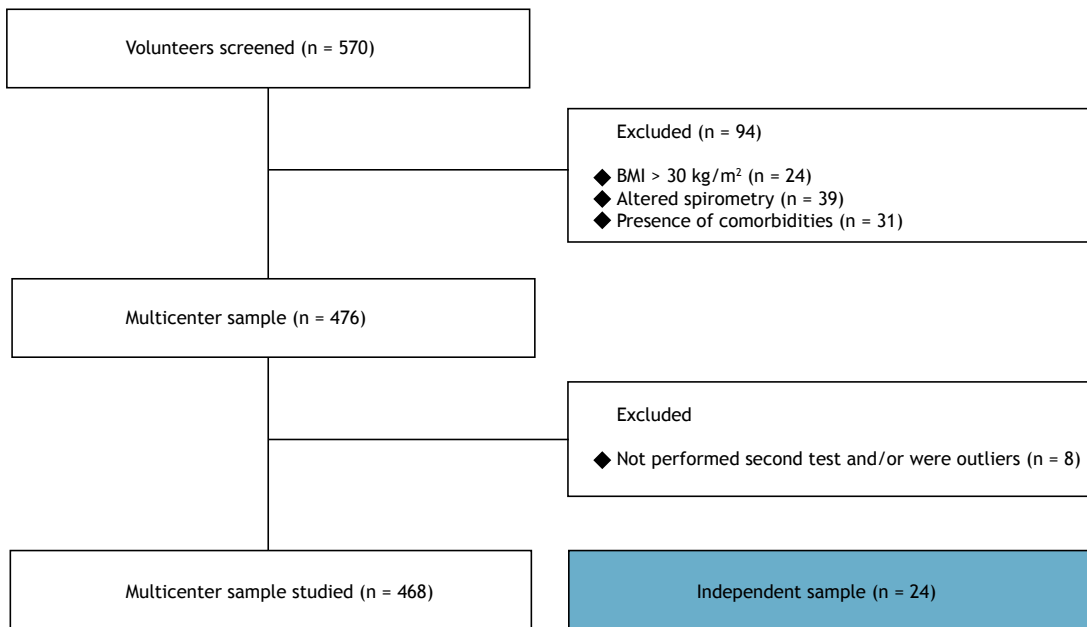 Volunteers screened (n = 570)
Excluded (n = 94)
◆ BMI > 30 kg/m² (n = 24)
◆ Altered spirometry (n = 39)
◆ Presence of comorbidities (n = 31)
Multicenter sample (n = 476)
Excluded
◆ Not performed second test and/or were outliers (n = 8)
Multicenter sample studied (n = 468)
Independent sample (n = 24)